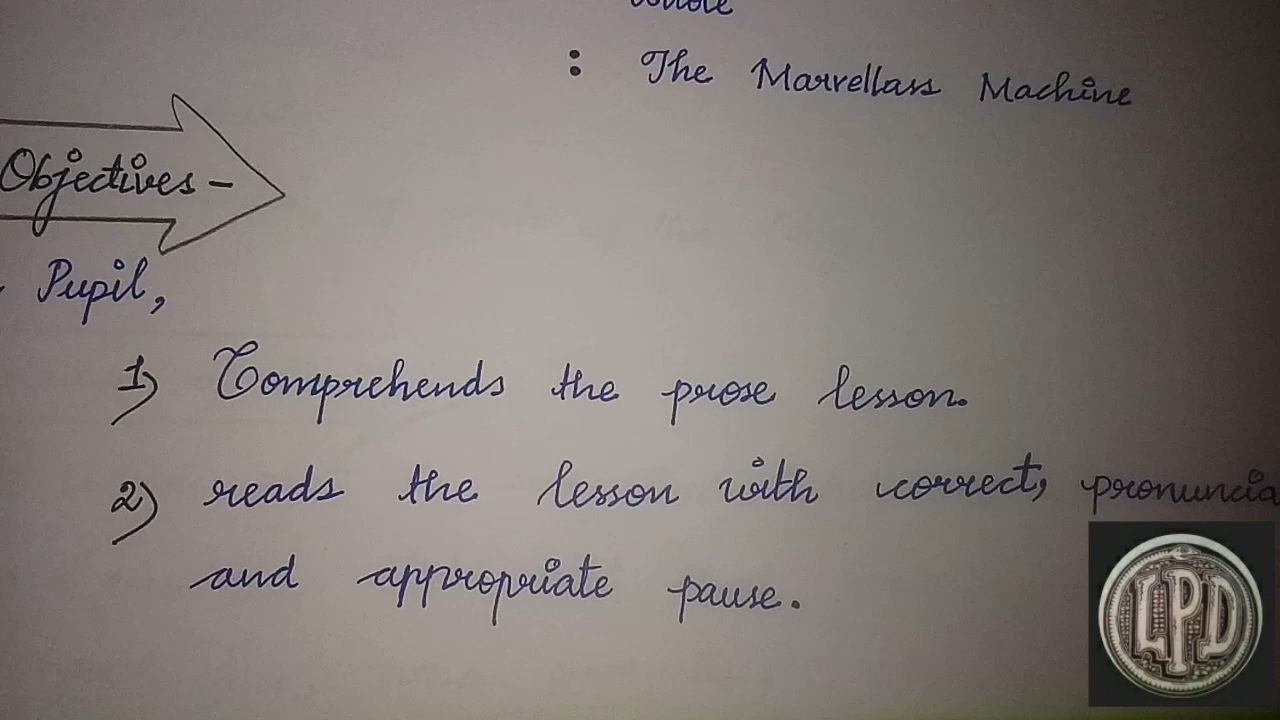 : The Marvellass Machine
Objectives -
Pupil,
1) Comprehends the prose lesson.
2) reads the lesson with correct, pronuncia
and appropriate pause.
LPD